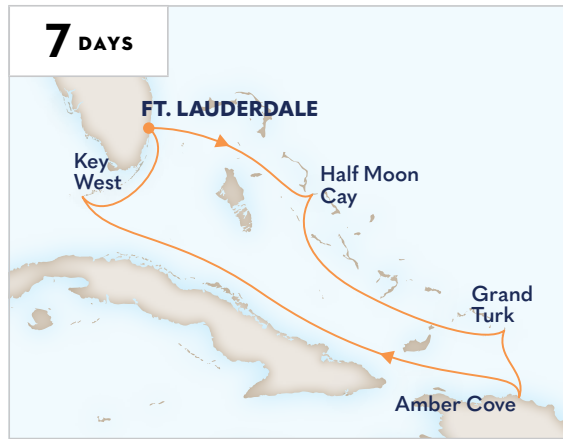 7 DAYS
FT. LAUDERDALE
Key
West
Half Moon
Cay
Grand
Turk
Amber Cove